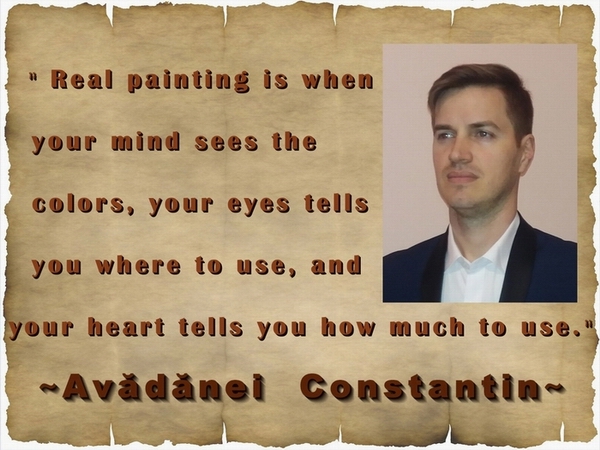 " Real painting is when
your mind sees the
colors, your eyes tells
you where to use, and
your heart tells you how much to use."
~Avădănei Constantin~